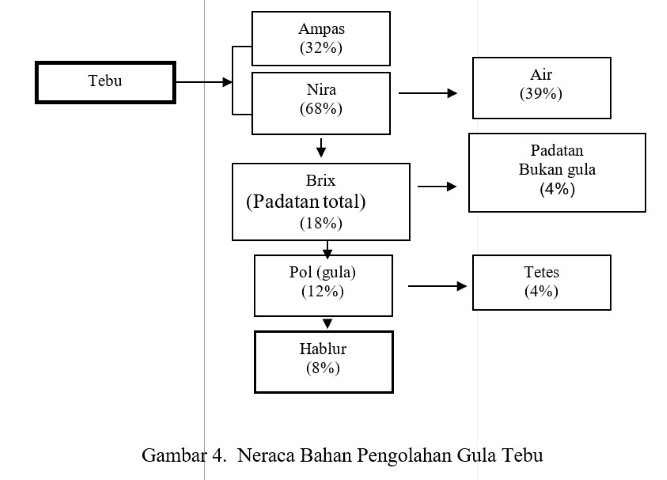 Tebu
Ampas
(32%)
Nira
(68%)
Air
(39%)
Brix
(Padatan total)
(18%)
Padatan
Bukan gula
(4%)
Pol (gula)
(12%)
Tetes
(4%)
Hablur
(8%)
Gambar 4. Neraca Bahan Pengolahan Gula Tebu